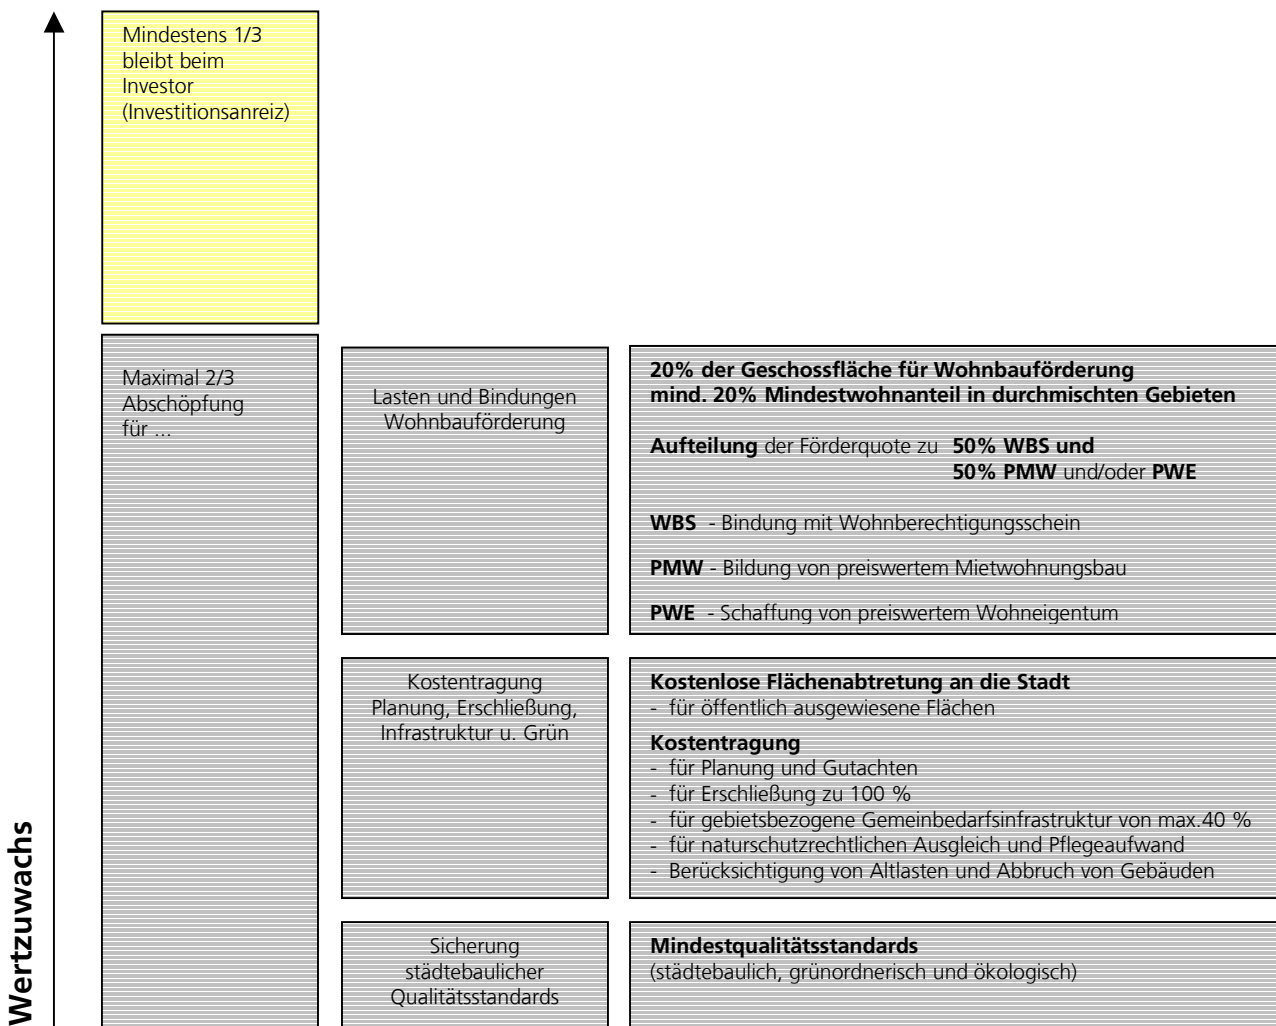 Wertzuwachs
Mindestens 1/3
bleibt beim
Investor
(Investitionsanreiz)
Maximal 2/3
Abschöpfung
für ...
Lasten und Bindungen
Wohnbauförderung
20% der Geschossfläche für Wohnbauförderung
mind. 20% Mindestwohnanteil in durchmischten Gebieten
Aufteilung der Förderquote zu 50% WBS und
50% PMW und/oder PWE
WBS - Bindung mit Wohnberechtigungsschein
PMW - Bildung von preiswertem Mietwohnungsbau
PWE - Schaffung von preiswertem Wohneigentum
Kostentragung
Planung, Erschließung,
Infrastruktur u. Grün
Kostenlose Flächenabtretung an die Stadt
- für öffentlich ausgewiesene Flächen
Kostentragung
- für Planung und Gutachten
- für Erschließung zu 100 %
- für gebietsbezogene Gemeinbedarfsinfrastruktur von max.40 %
- für naturschutzrechtlichen Ausgleich und Pflegeaufwand
- Berücksichtigung von Altlasten und Abbruch von Gebäuden
Sicherung
städtebaulicher
Qualitätsstandards
Mindestqualitätsstandards
(städtebaulich, grünordnerisch und ökologisch)